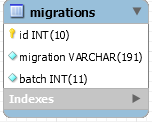 migrations
id INT(10)
migration VARCHAR(191)
batch INT(11)
Indexes